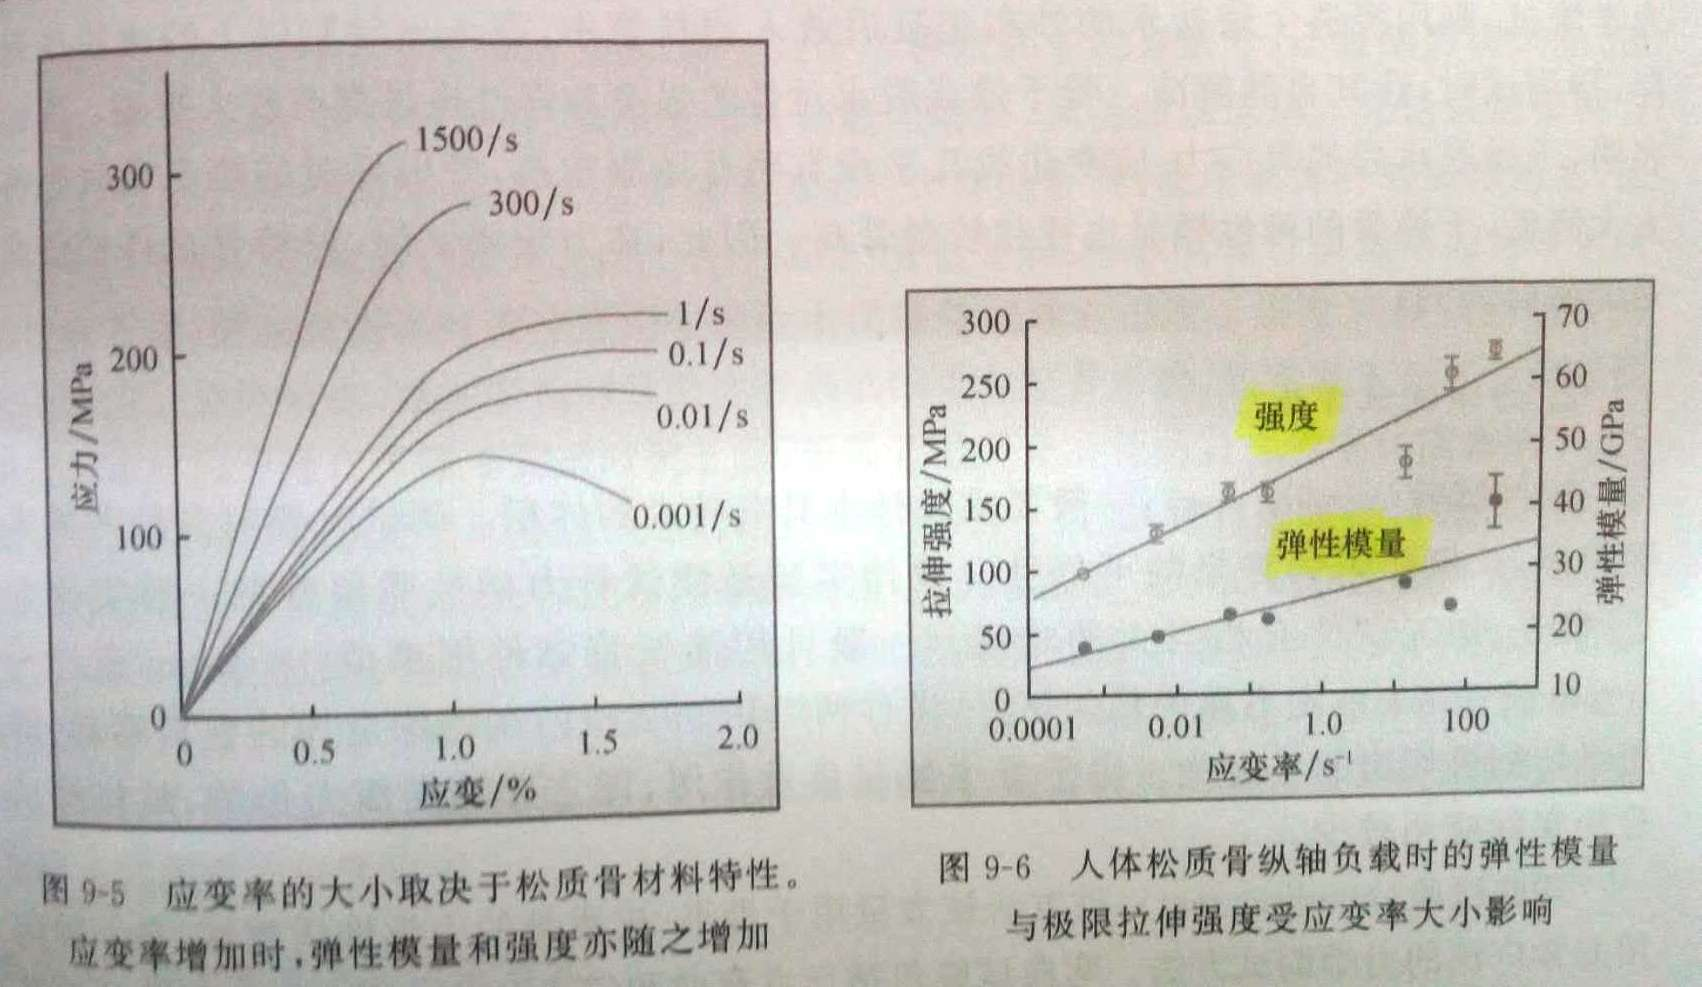 1500/s
300/s
1/s
0.1/s
0.01/s
0.001/s
300
200
100
0
应力/MPa
0
0.5
1.0
1.5
2.0
应变/%
图 9-5 应变率的大小取决于松质骨材料特性。
应变率增加时,弹性模量和强度亦随之增加
300
250
200
150
100
50
0
拉伸强度/MPa
强度
弹性模量
70
60
50
40
30
20
10
弹性模量/GPa
0.0001
0.01
1.0
100
应变率/s⁻¹
图 9-6 人体松质骨纵轴负载时的弹性模量
与极限拉伸强度受应变率大小影响